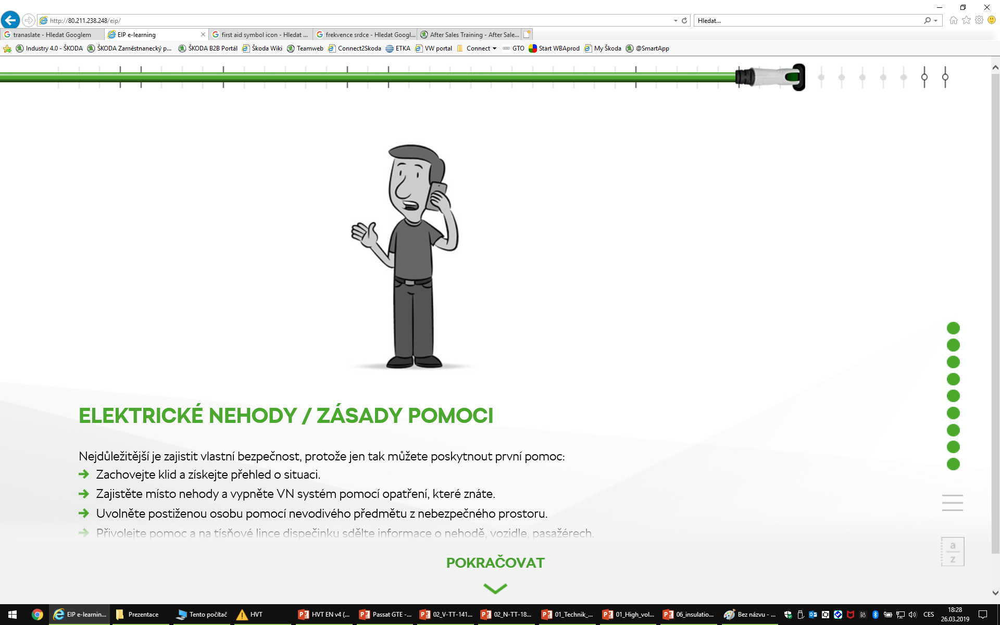 http://80.211.238.248/eip/
Hledat...
tranaslate - Hledat Googlem
EIP e-learning
first aid symbol icon - Hledat ...
frekvence srdce - Hledat Googl...
After Sales Training - After Sale...
Industry 4.0 - ŠKODA
ŠKODA Zaměstnanecký p...
ŠKODA B2B Portál
Škoda Wiki
Teamweb
Connect2Skoda
ETKA
VW portal
Connect
GTO
Start WBAprod
My Škoda
@SmartApp
ELEKTRICKÉ NEHODY / ZÁSADY POMOCI
Nejdůležitější je zajistit vlastní bezpečnost, protože jen tak můžete poskytnout první pomoc:
Zachovejte klid a získejte přehled o situaci.
Zajistěte místo nehody a vypněte VN systém pomocí opatření, které znáte.
Uvolněte postiženou osobu pomocí nevodivého předmětu z nebezpečného prostoru.
Přivolejte pomoc a na tísňové lince dispečinku sdělte informace o nehodě, vozidle, pasažérech.
a
z
POKRAČOVAT
EIP e-learnin...
Prezentace
Tento počítač
HVT
HVT EN v4 (...
Passat GTE -...
02_V-TT-141...
02_N-TT-18...
01_Technik_...
01_High_vol...
06_insulatio...
Bez názvu - ...
CES
18:28
26.03.2019